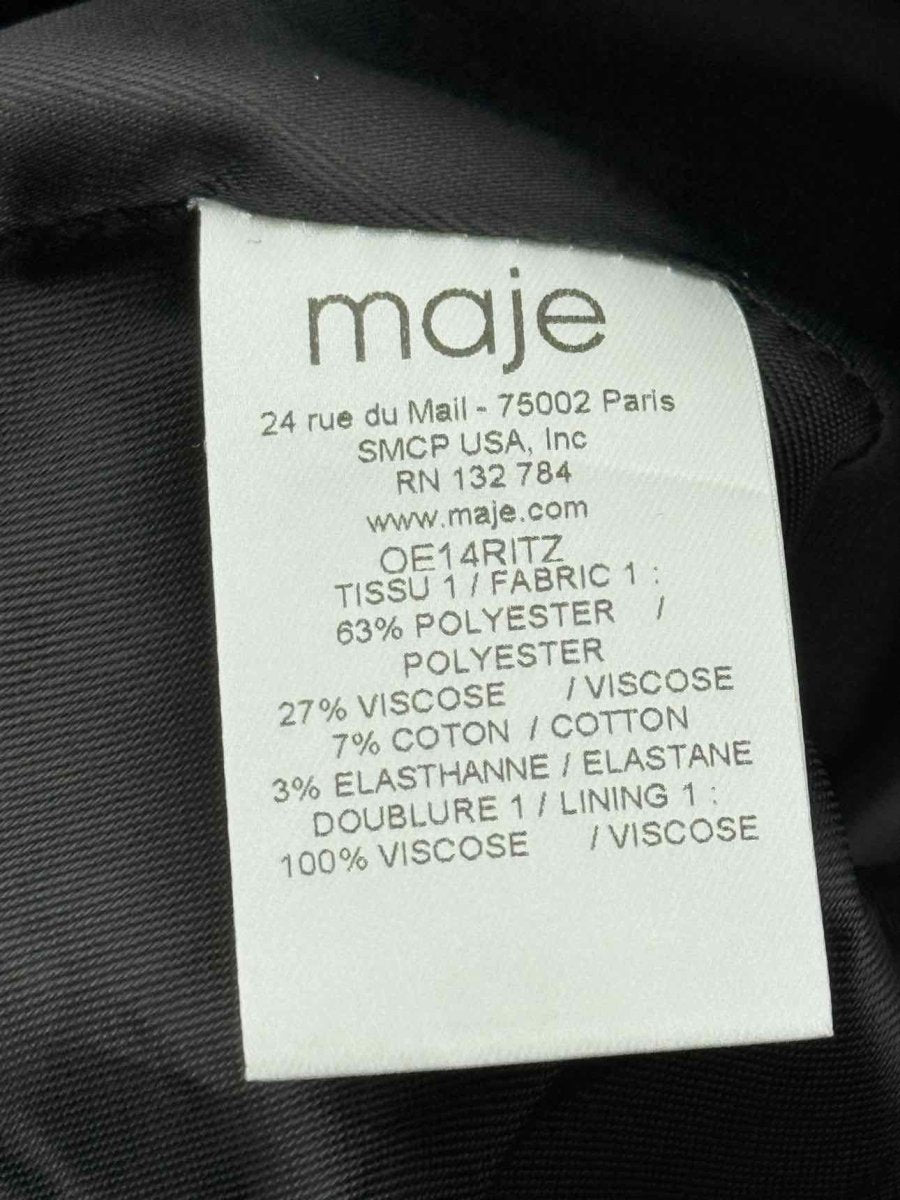 maje
24 rue du Mail - 75002 Paris
SMCP USA, Inc
RN 132 784
www.maje.com
OE14RITZ
TISSU 1 / FABRIC 1 :
63% POLYESTER /
POLYESTER
27% VISCOSE / VISCOSE
7% COTON / COTTON
3% ELASTHANNE / ELASTANE
DOUBLURE 1 / LINING 1 :
100% VISCOSE / VISCOSE